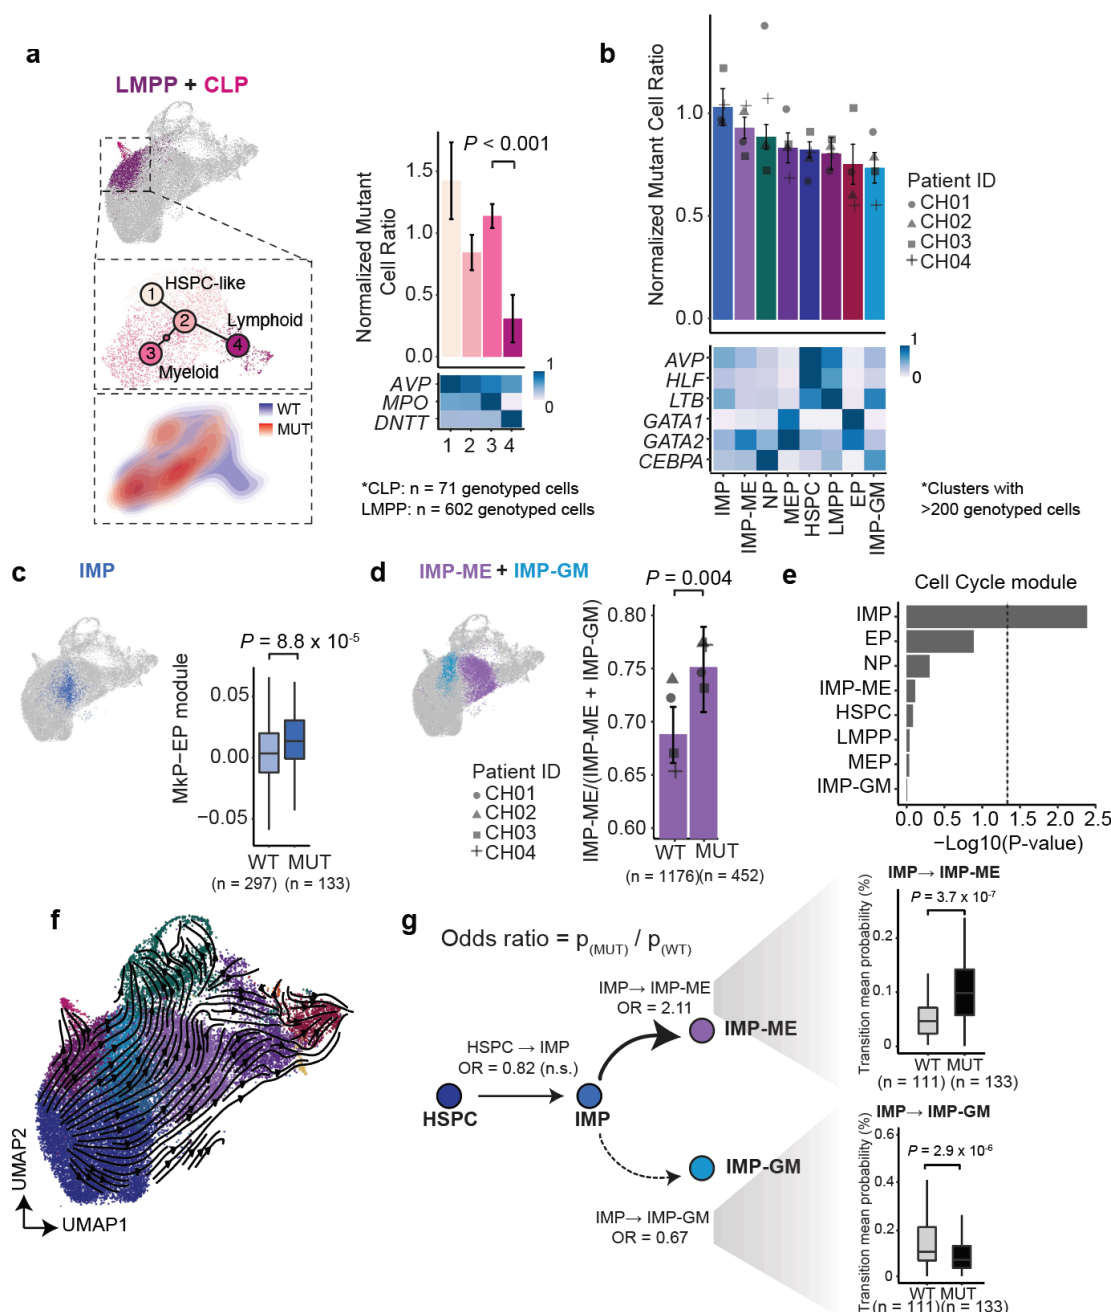 a
LMPP + CLP
HSPC-like
1
2
Lymphoid
3
4
Myeloid
WT
MUT
Normalized Mutant
Cell Ratio
P < 0.001
1.5
1.0
0.5
0.0
AVP
MPO
DNTT
1 2 3 4
1
0
*CLP: n = 71 genotyped cells
LMPP: n = 602 genotyped cells
b
Normalized Mutant Cell Ratio
1.0
0.5
0.0
Patient ID
CH01
CH02
CH03
CH04
AVP
HLF
LTB
GATA1
GATA2
CEBPA
1
0
IMP
IMP-ME
NP
MEP
HSPC
LMPP
EP
IMP-GM
*Clusters with
>200 genotyped cells
c
IMP
P = 8.8 x 10-5
MkP−EP module
0.05
0.00
−0.05
WT MUT
(n = 297) (n = 133)
d
IMP-ME + IMP-GM
P = 0.004
Patient ID
CH01
CH02
CH03
CH04
IMP-ME/(IMP-ME + IMP-GM)
0.80
0.75
0.70
0.65
0.60
WT MUT
(n = 1176) (n = 452)
e
Cell Cycle module
IMP
EP
NP
IMP-ME
HSPC
LMPP
MEP
IMP-GM
0.0 0.5 1.0 1.5 2.0 2.5
−Log10(P-value)
f
UMAP2
UMAP1
g
Odds ratio = p(MUT) / p(WT)
IMP→ IMP-ME
OR = 2.11
IMP-ME
HSPC → IMP
OR = 0.82 (n.s.)
HSPC
IMP
IMP-GM
IMP→ IMP-GM
OR = 0.67
IMP→ IMP-ME
P = 3.7 x 10-7
Transition mean probability (%)
0.2
0.1
0
WT MUT
(n = 111) (n = 133)
IMP→ IMP-GM
P = 2.9 x 10-6
Transition mean probability (%)
0.6
0.2
0
WT MUT
(n = 111) (n = 133)